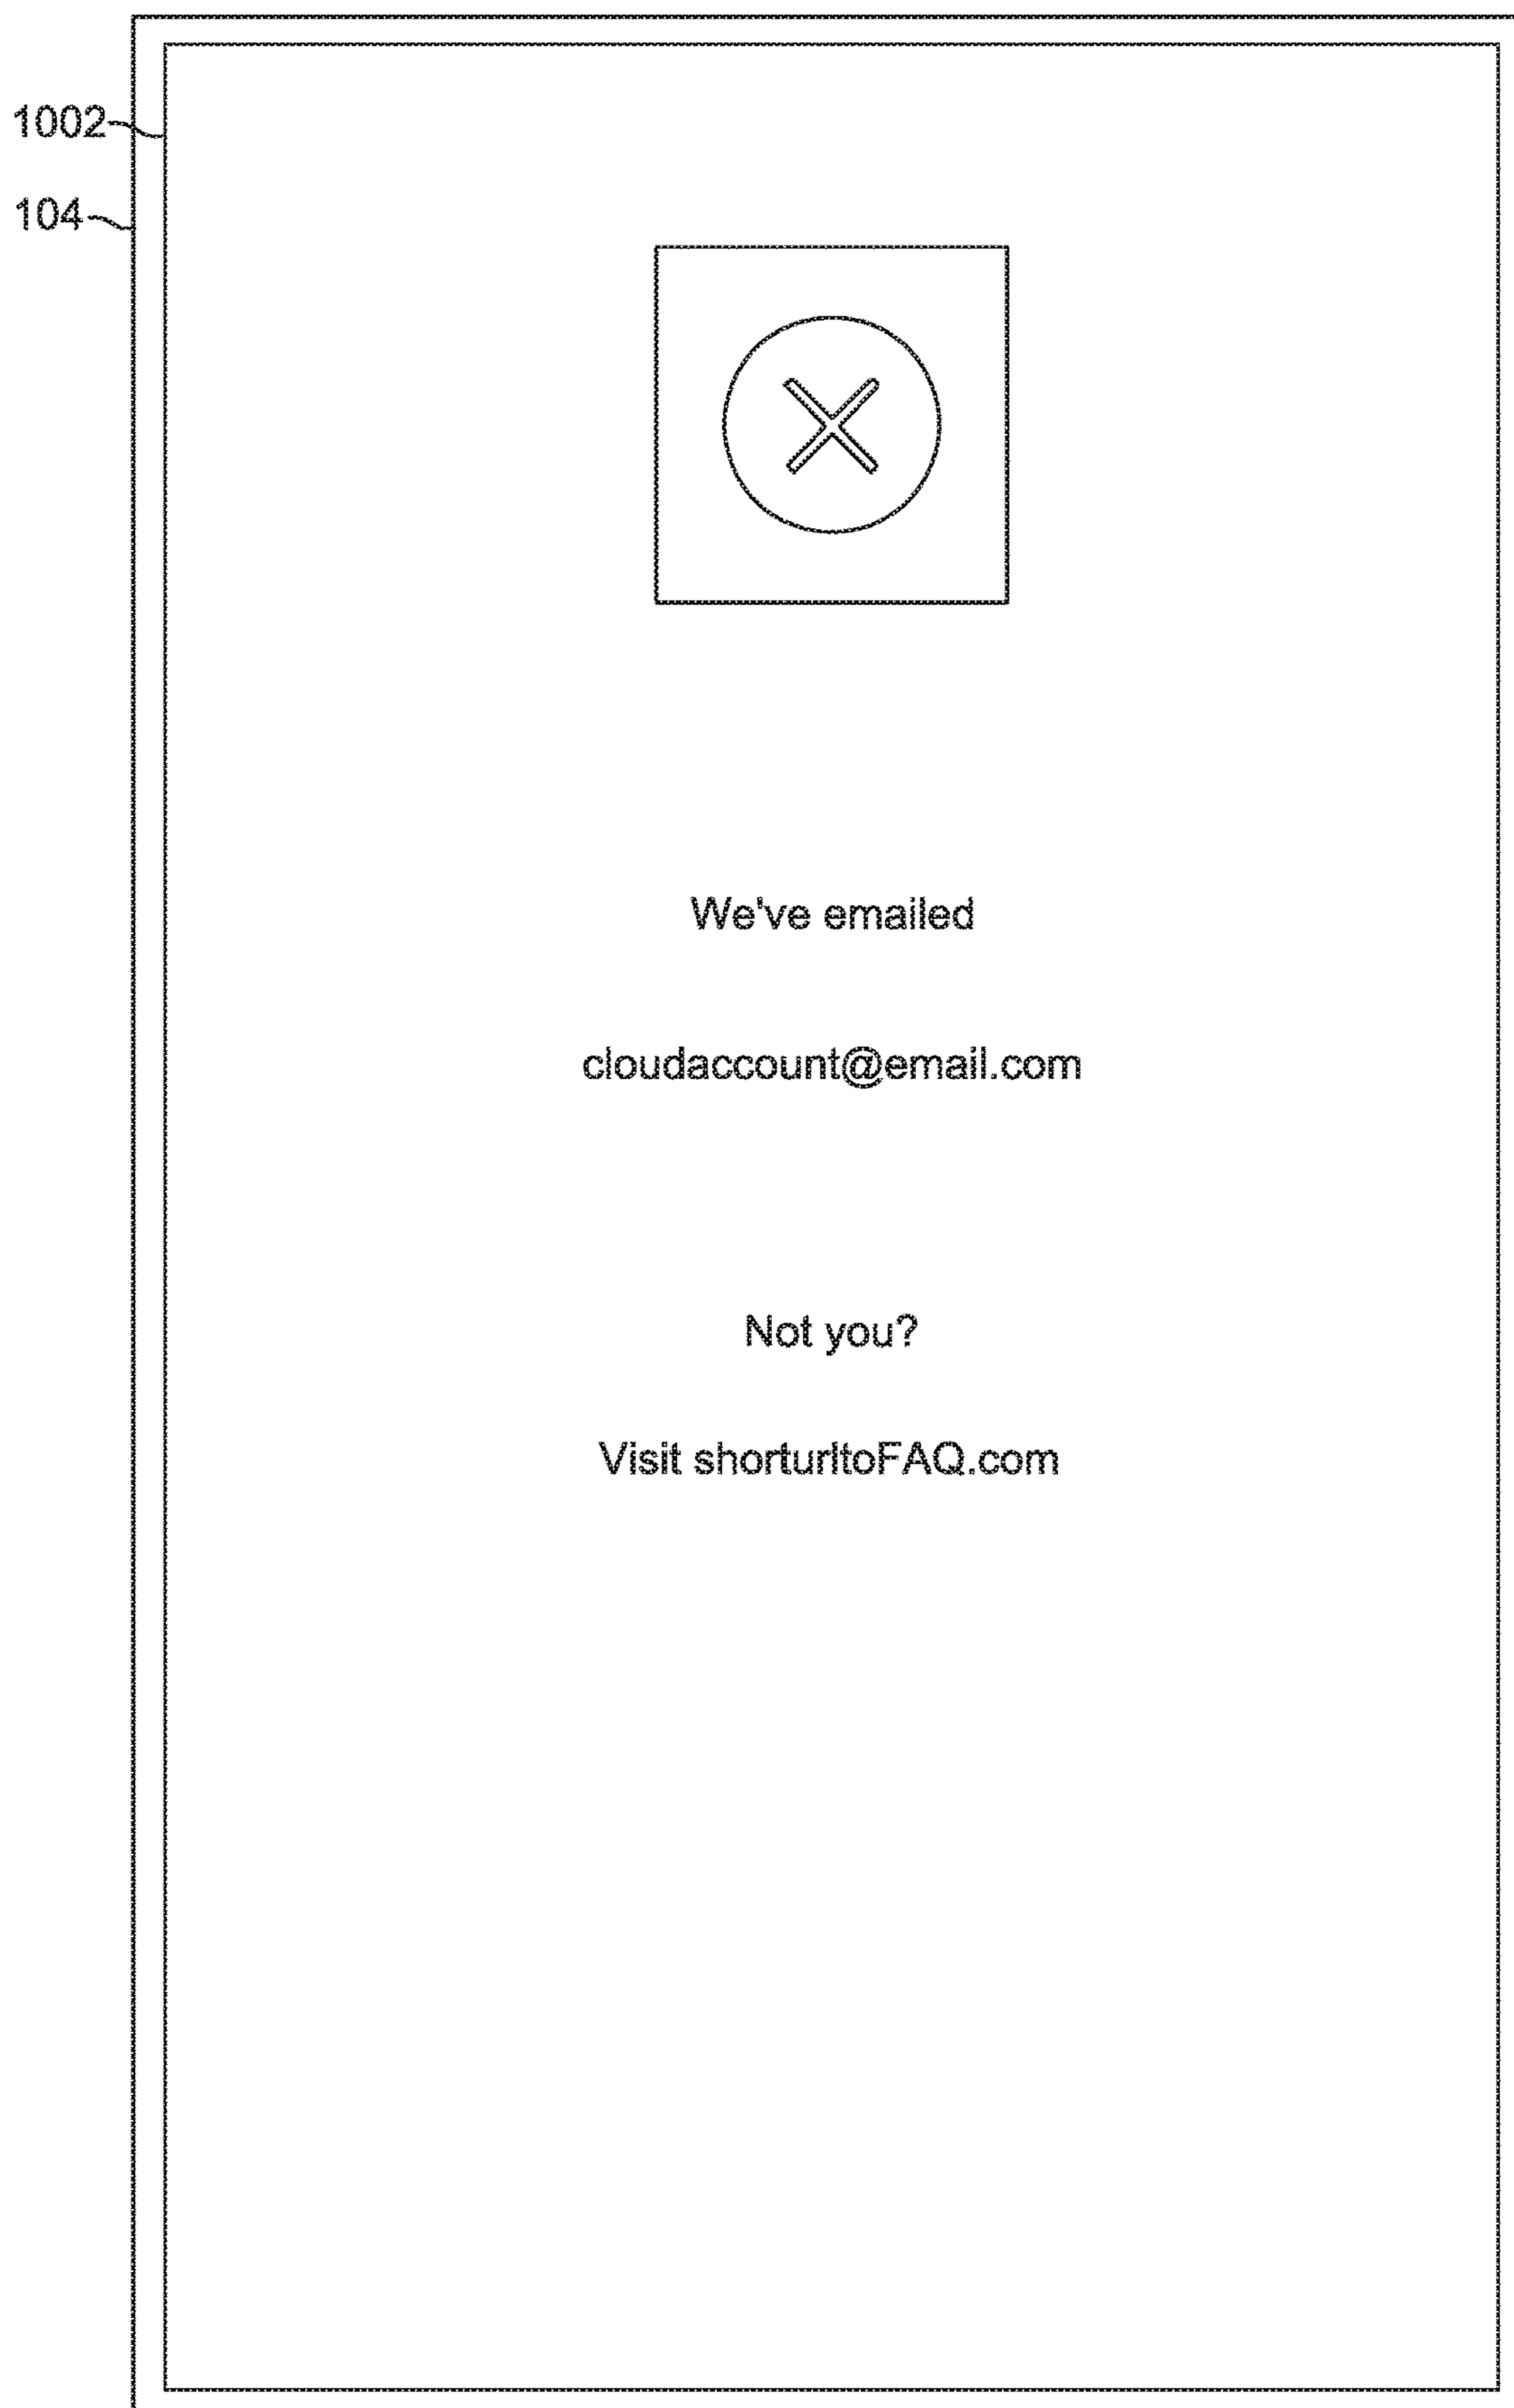 1002
104
We've emailed
cloudaccount@email.com
Not you?
Visit shorturltoFAQ.com